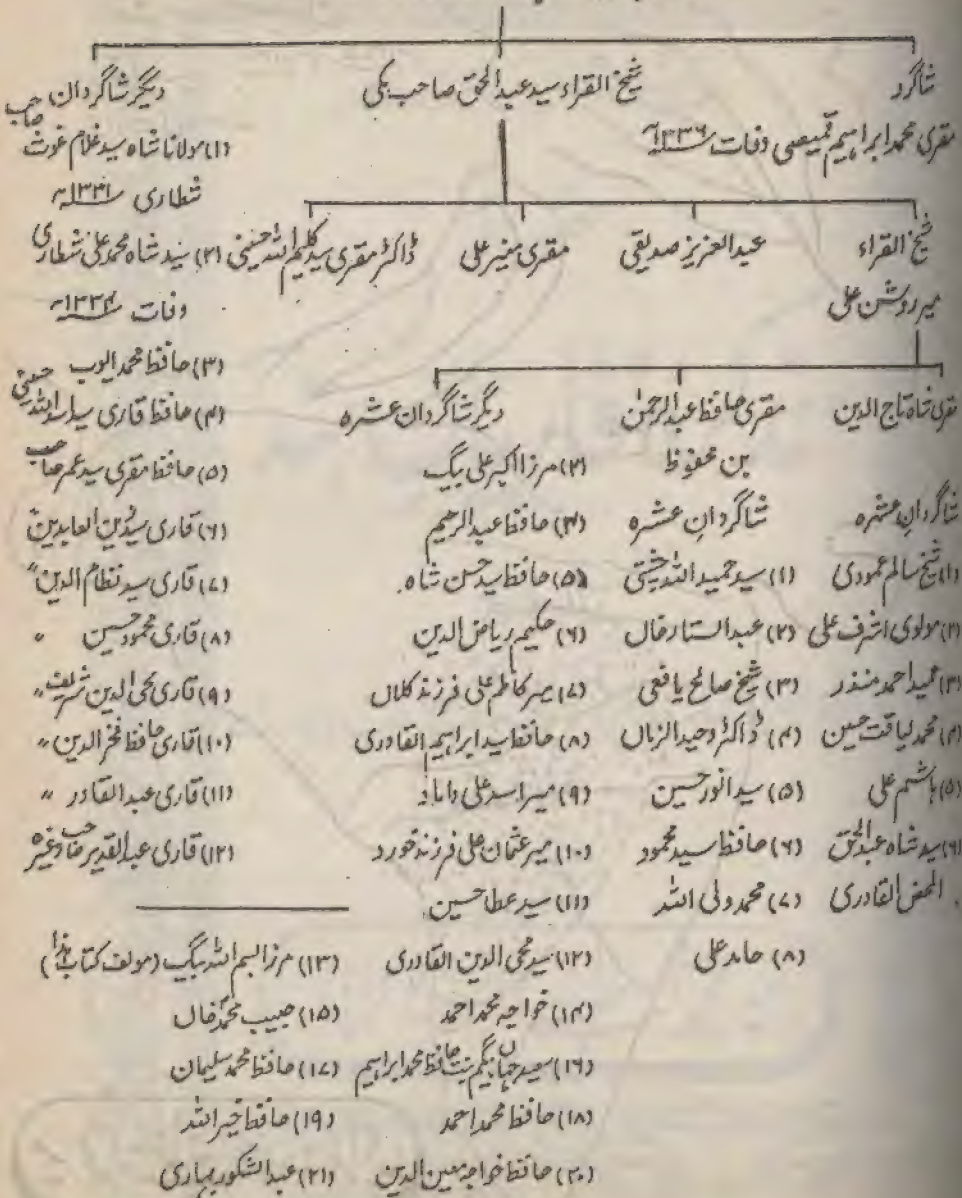 شاگرد
مقری محمد ابراہیم قمیصی وفات ۱۳۳۶ھ
شیخ القراء سید عبدالحق صاحب مکی
دیگر شاگردان
(۱) مولانا شاہ سید غلام غوث صاحب
شطاری ۱۳۳۱ھ
(۲) سید شاہ محمد علی شطاری
وفات ۱۳۳۴ھ
(۳) حافظ محمد ایوب
(۴) حافظ قاری سید اسد اللہ حسینی
(۵) حافظ مقری سید عمر صاحب
(۶) قاری سید زین العابدین
(۷) قاری سید نظام الدین "
(۸) قاری محمود حسین "
(۹) قاری محی الدین شریف "
(۱۰) قاری حافظ فخر الدین "
(۱۱) قاری عبدالقادر "
(۱۲) قاری عبدالقدیر صاحب وغیرہ
شیخ القراء
میر روشن علی
عبدالعزیز صدیقی
مقری منیر علی
ڈاکٹر مقری سید کلیم اللہ حسینی
مقری شاہ تاج الدین
شاگردان عشرہ
(۱) شیخ سالم عمودی
(۲) مولوی اشرف علی
(۳) حمید احمد منذر
(۴) محمد لیاقت حسین
(۵) ہاشم علی
(۶) سید شاہ عبدالحق
المحض القادری
مقری حافظ عبدالرحمٰن
بن محفوظ
شاگردان عشرہ
(۱) سید حمید اللہ چشتی
(۲) عبدالستار خاں
(۳) شیخ صالح یافعی
(۴) ڈاکٹر وحید الزماں
(۵) سید انور حسین
(۶) حافظ سید محمود
(۷) محمد ولی اللہ
(۸) حامد علی
دیگر شاگردان عشرہ
(۳) مرزا اکبر علی بیگ
(۴) حافظ عبدالرحیم
(۵) حافظ سید حسن شاہ
(۶) حکیم ریاض الدین
(۷) میر کاظم علی فرزند کلاں
(۸) حافظ سید ابراہیم القادری
(۹) میر اسد علی داماد
(۱۰) میر عثمان علی فرزند خورد
(۱۱) سید عطا حسین
(۱۲) سید محی الدین القادری (۱۳) مرزا بسم اللہ بیگ (مولف کتاب ہذا)
(۱۴) خواجہ محمد احمد (۱۵) حبیب محمد خاں
(۱۶) سعید جہاں بیگم بنت حافظ محمد ابراہیم (۱۷) حافظ محمد سلیمان
(۱۸) حافظ محمد احمد (۱۹) حافظ خیر اللہ
(۲۰) حافظ خواجہ معین الدین (۲۱) عبدالشکور بہاری